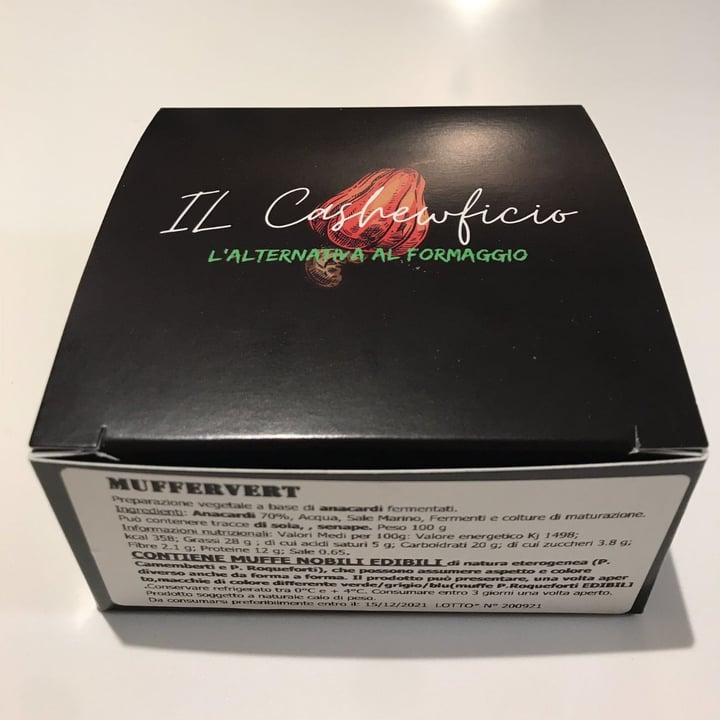 IL Cashewficio
L'ALTERNATIVA AL FORMAGGIO
MUFFERVERT
Preparazione vegetale a base di anacardi fermentati.
Ingredienti: Anacardi 70%, Acqua, Sale Marino, Fermenti e colture di maturazione.
Può contenere tracce di soia, , senape. Peso 100 g
Informazioni nutrizionali: Valori Medi per 100g: Valore energetico Kj 1498;
kcal 358; Grassi 28 g ; di cui acidi saturi 5 g; Carboidrati 20 g; di cui zuccheri 3.8 g;
Fibre 2.1 g; Proteine 12 g; Sale 0.65.
CONTIENE MUFFE NOBILI EDIBILI di natura eterogenea (P.
Camemberti e P. Roqueforti), che possono assumere aspetto e colore
diverso anche da forma a forma. Il prodotto può presentare, una volta aper
to,macchie di colore differente verde/grigio/blu(muffe P.Roqueforti EDIBILI
Conservare refrigerato tra 0°C e + 4°C. Consumare entro 3 giorni una volta aperto.
Prodotto soggetto a naturale calo di peso.
Da consumarsi preferibilmente entro il: 15/12/2021 LOTTO° N° 200921